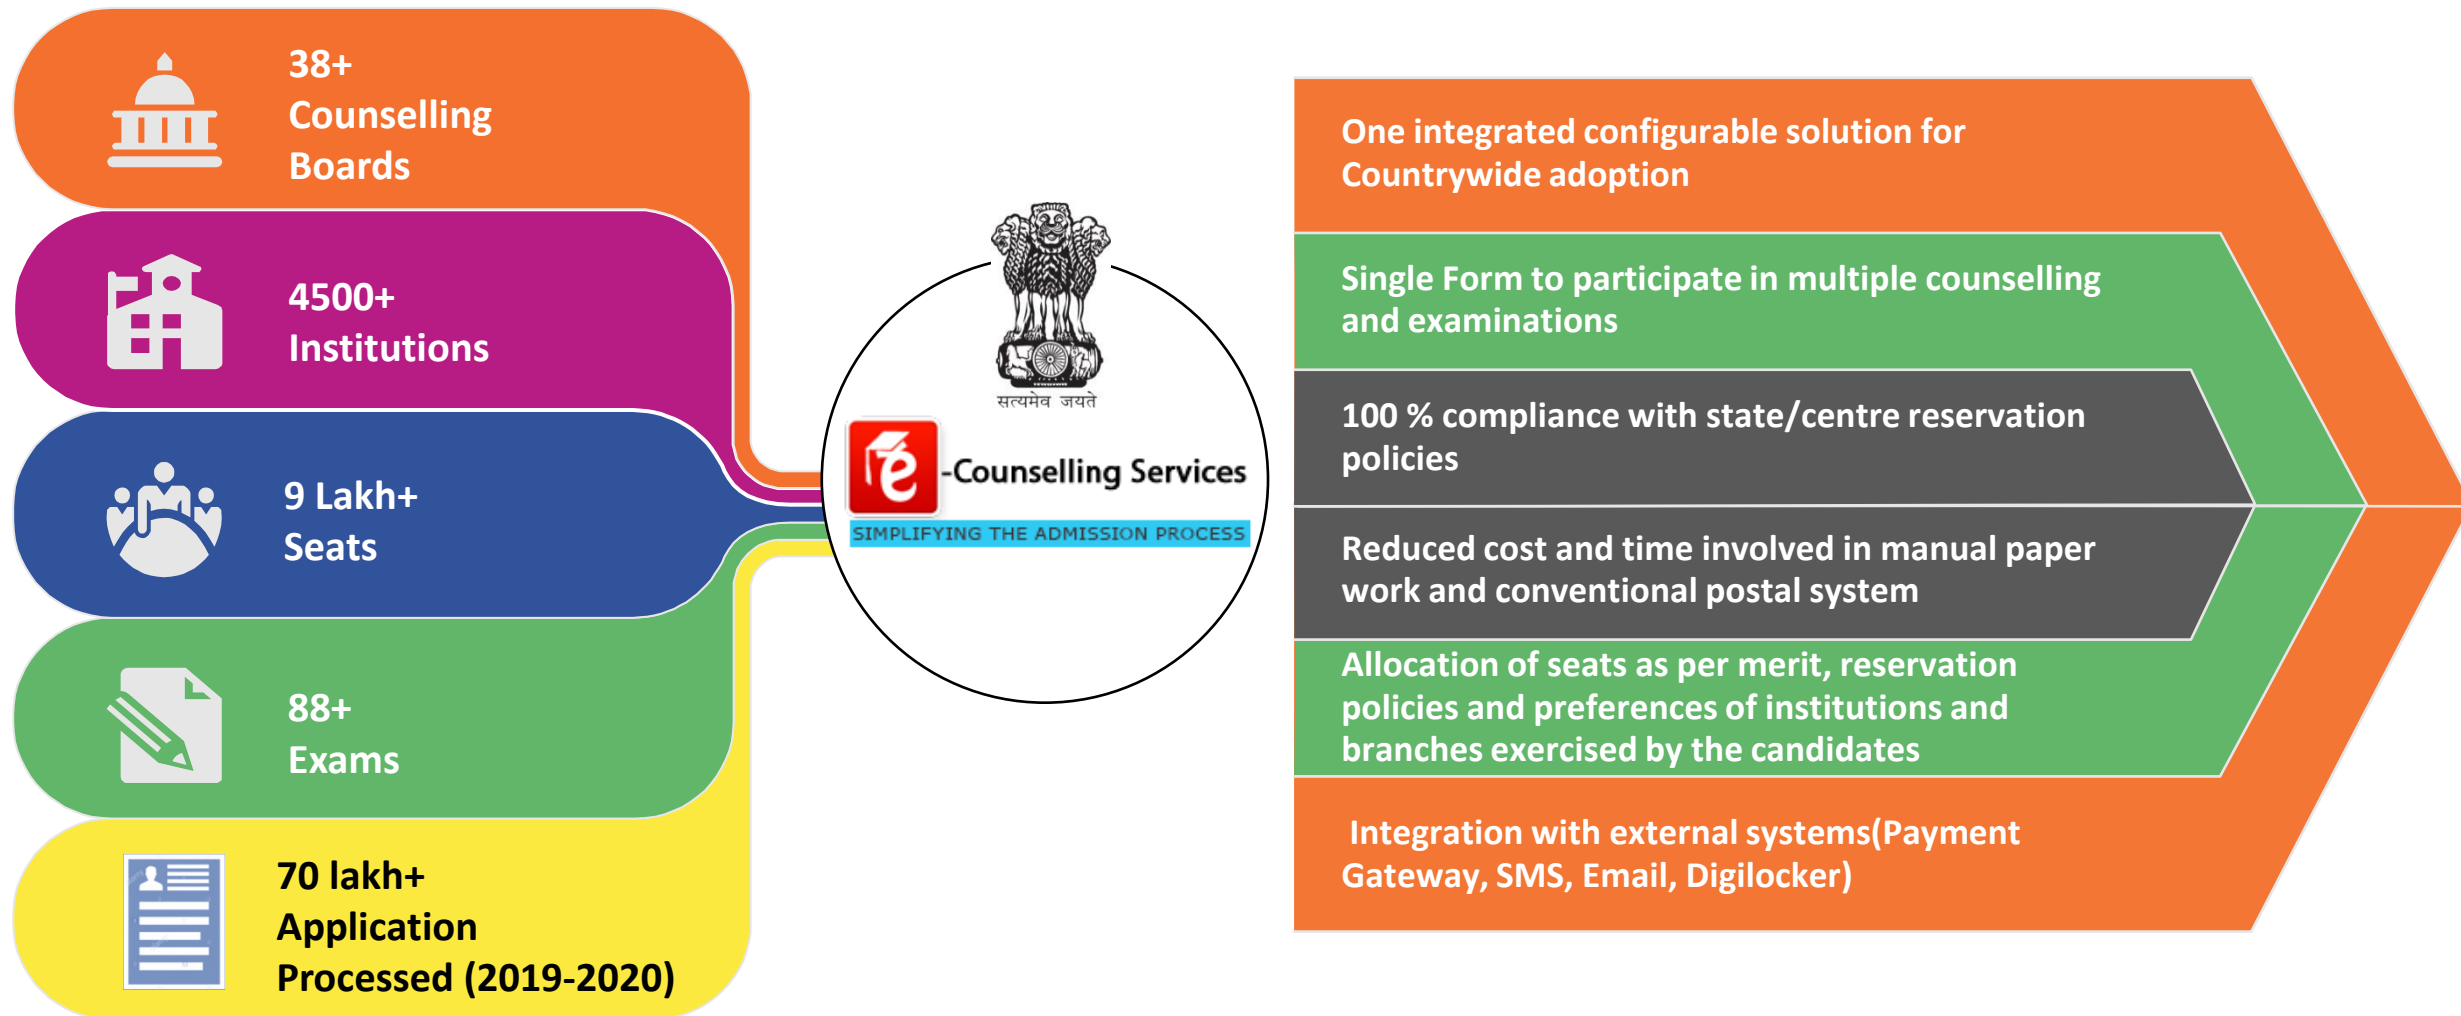 38+
Counselling
Boards
4500+
Institutions
9 Lakh+
Seats
88+
Exams
70 lakh+
Application
Processed (2019-2020)
सत्यमेव जयते
e-Counselling Services
SIMPLIFYING THE ADMISSION PROCESS
One integrated configurable solution for
Countrywide adoption
Single Form to participate in multiple counselling
and examinations
100 % compliance with state/centre reservation
policies
Reduced cost and time involved in manual paper
work and conventional postal system
Allocation of seats as per merit, reservation
policies and preferences of institutions and
branches exercised by the candidates
Integration with external systems(Payment
Gateway, SMS, Email, Digilocker)